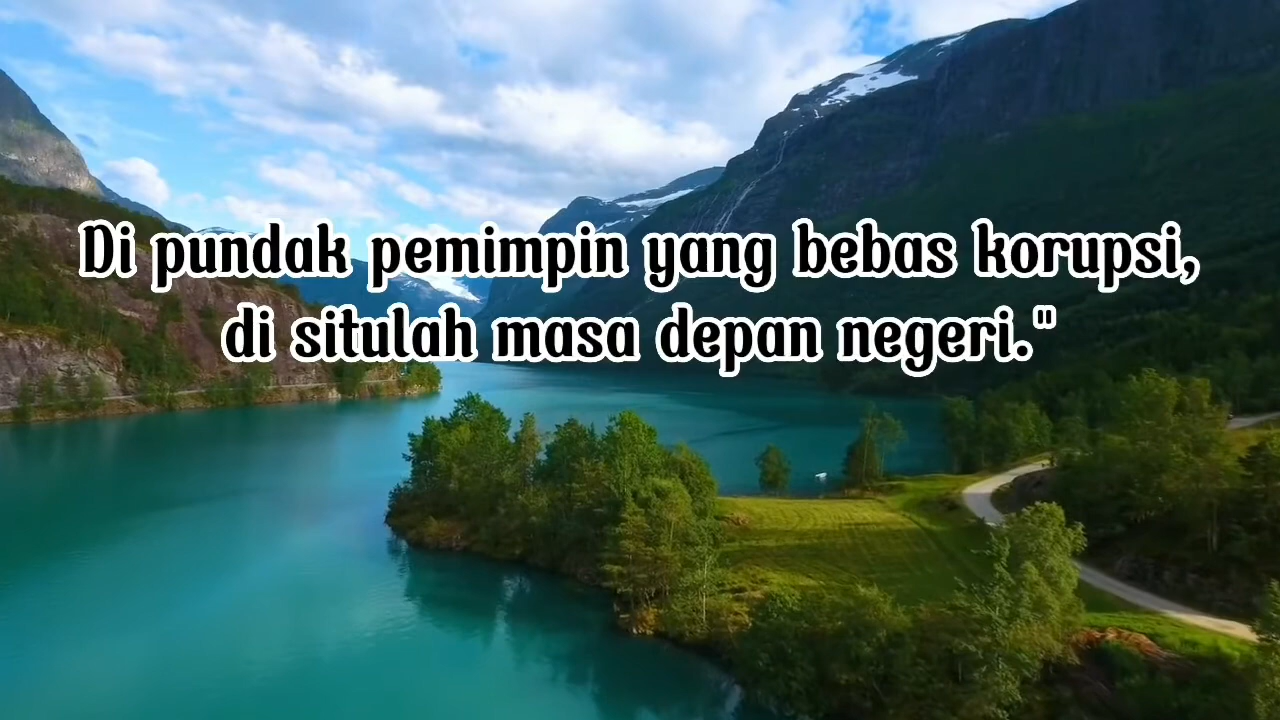 Di pundak pemimpin yang bebas korupsi,
di situlah masa depan negeri."